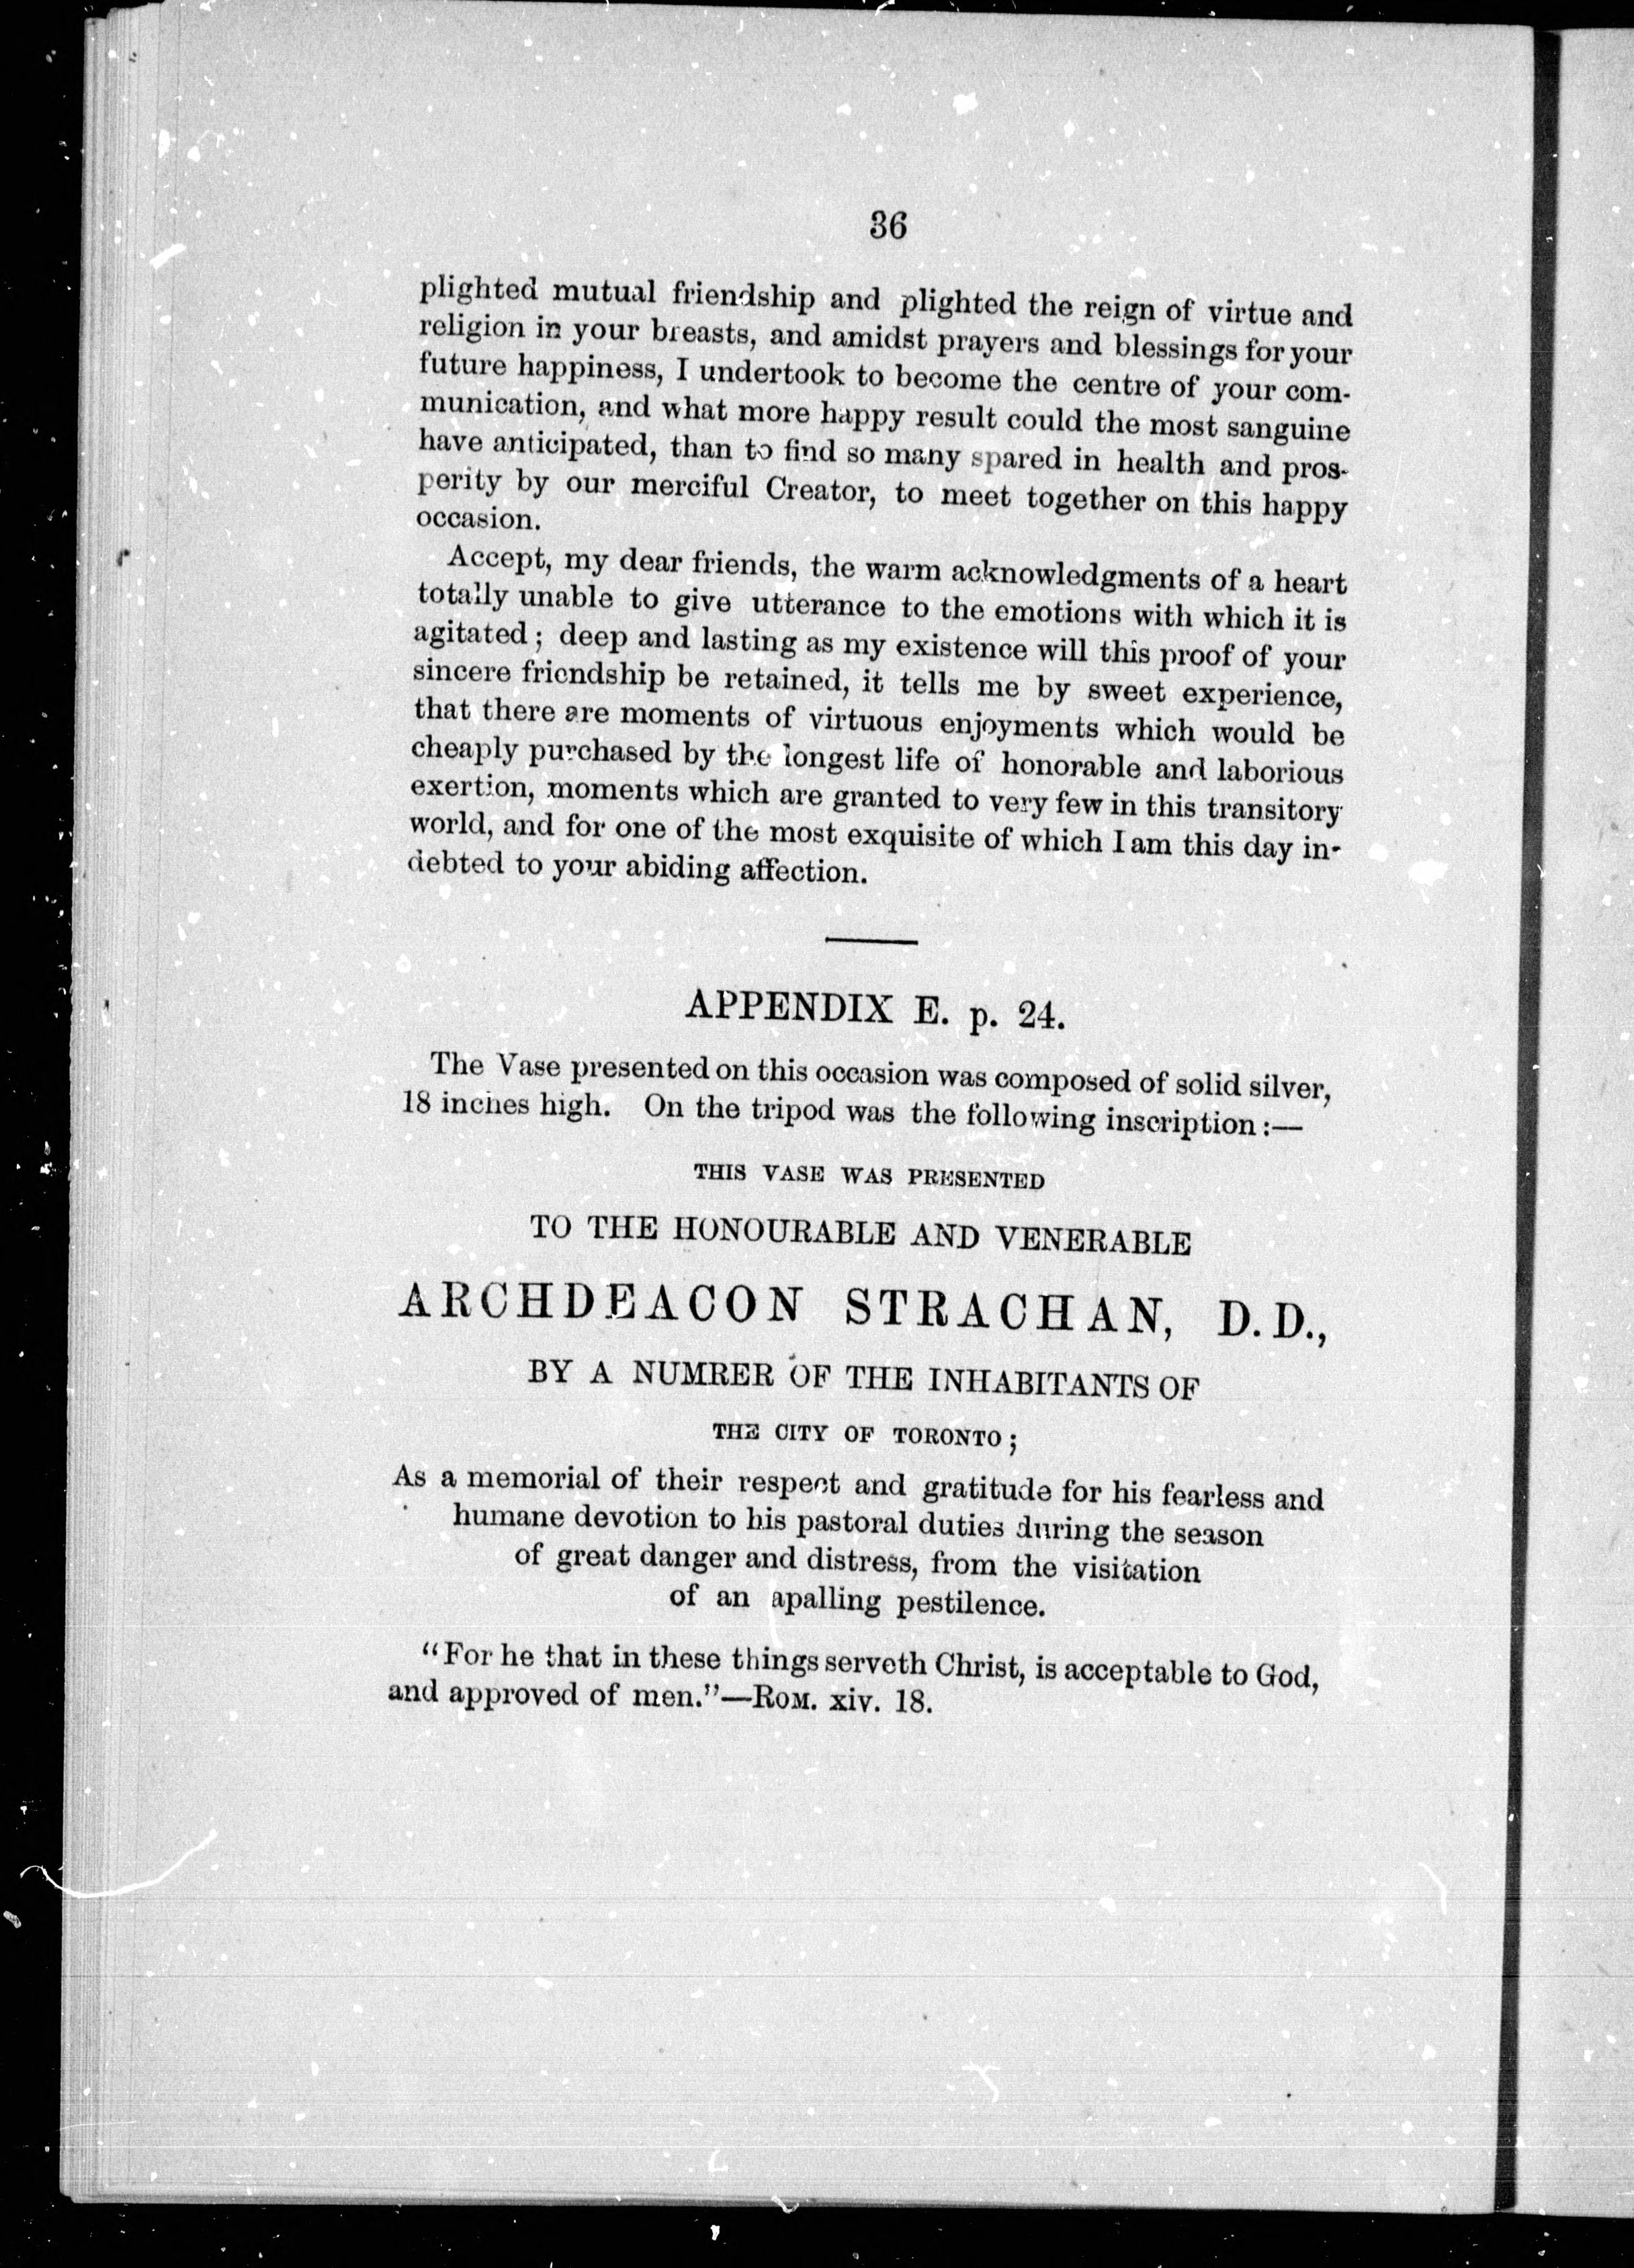 36
plighted mutual friendship and plighted the reign of virtue and
religion in your breasts, and amidst prayers and blessings for your
future happiness, I undertook to become the centre of your com-
munication, and what more happy result could the most sanguine
have anticipated, than to find so many spared in health and pros-
perity by our merciful Creator, to meet together on this happy
occasion.
Accept, my dear friends, the warm acknowledgments of a heart
totally unable to give utterance to the emotions with which it is
agitated; deep and lasting as my existence will this proof of your
sincere friendship be retained, it tells me by sweet experience,
that there are moments of virtuous enjoyments which would be
cheaply purchased by the longest life of honorable and laborious
exertion, moments which are granted to very few in this transitory
world, and for one of the most exquisite of which I am this day in-
debted to your abiding affection.
APPENDIX E. p. 24.
The Vase presented on this occasion was composed of solid silver,
18 inches high. On the tripod was the following inscription:—
THIS VASE WAS PRESENTED
TO THE HONOURABLE AND VENERABLE
ARCHDEACON STRACHAN, D.D.,
BY A NUMRER OF THE INHABITANTS OF
THE CITY OF TORONTO;
As a memorial of their respect and gratitude for his fearless and
humane devotion to his pastoral duties during the season
of great danger and distress, from the visitation
of an apalling pestilence.
"For he that in these things serveth Christ, is acceptable to God,
and approved of men."—ROM. xiv. 18.